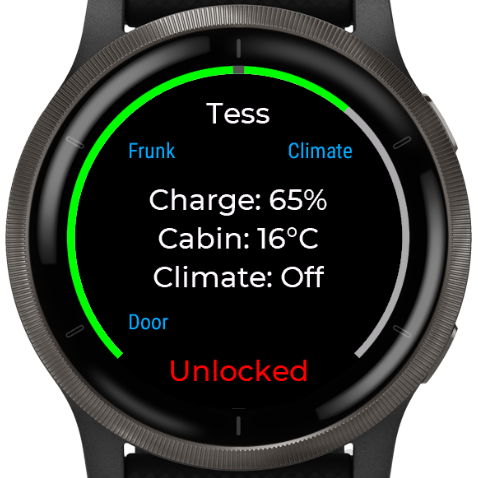 Tess
Frunk Climate
Charge: 65%
Cabin: 16°C
Climate: Off
Door
Unlocked